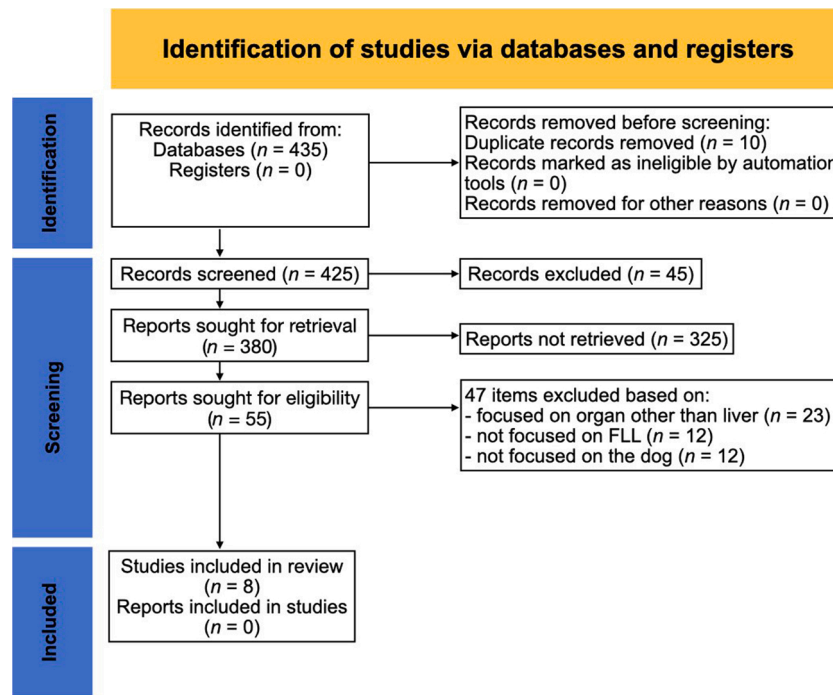 Identification of studies via databases and registers
Identification
Records identified from:
Databases (n = 435)
Registers (n = 0)
Records removed before screening:
Duplicate records removed (n = 10)
Records marked as ineligible by automation
tools (n = 0)
Records removed for other reasons (n = 0)
Screening
Records screened (n = 425)
Records excluded (n = 45)
Reports sought for retrieval
(n = 380)
Reports not retrieved (n = 325)
Reports sought for eligibility
(n = 55)
47 items excluded based on:
- focused on organ other than liver (n = 23)
- not focused on FLL (n = 12)
- not focused on the dog (n = 12)
Included
Studies included in review
(n = 8)
Reports included in studies
(n = 0)